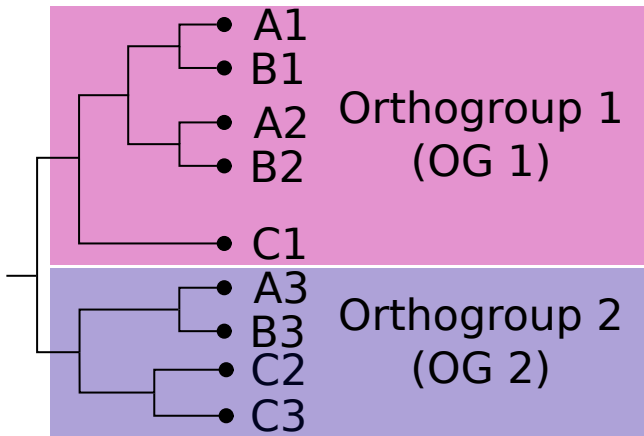 A1
B1
A2
B2
C1
Orthogroup 1
(OG 1)
A3
B3
C2
C3
Orthogroup 2
(OG 2)